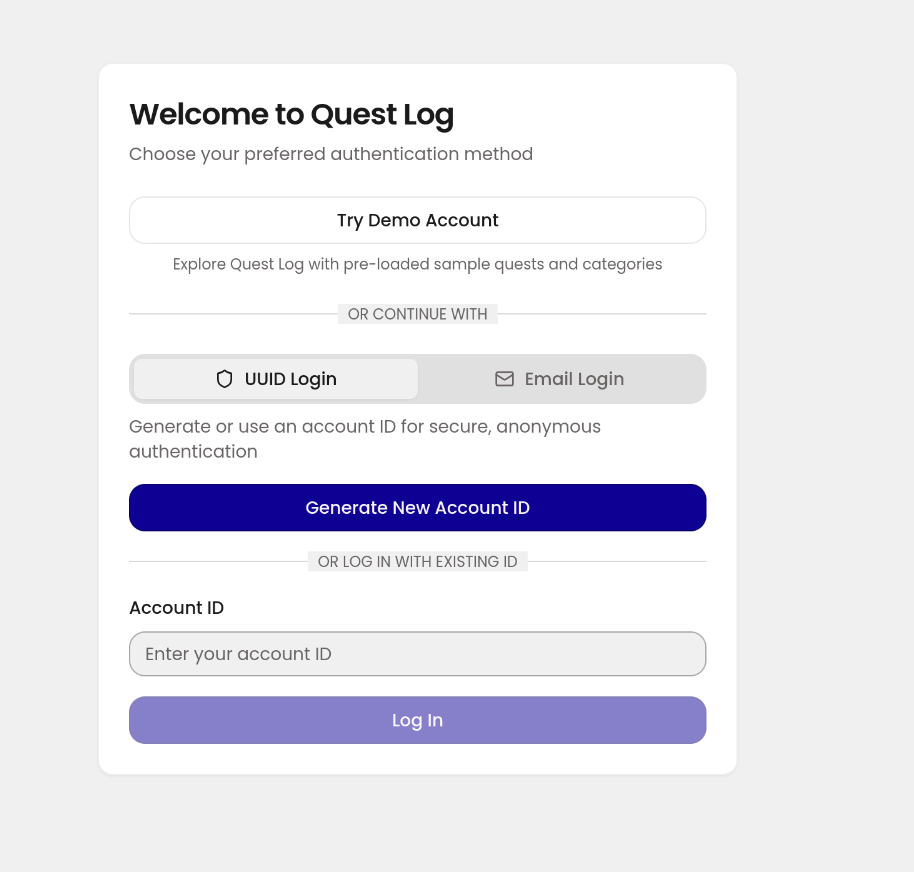 Welcome to Quest Log
Choose your preferred authentication method
Try Demo Account
Explore Quest Log with pre-loaded sample quests and categories
OR CONTINUE WITH
UUID Login
Email Login
Generate or use an account ID for secure, anonymous
authentication
Generate New Account ID
OR LOG IN WITH EXISTING ID
Account ID
Enter your account ID
Log In